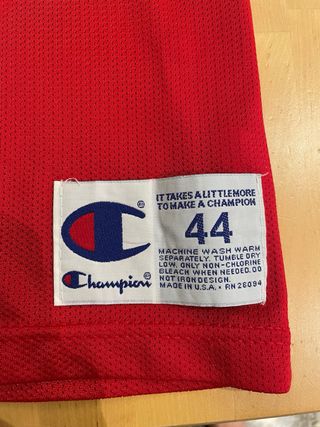 IT TAKES A LITTLE MORE
TO MAKE A CHAMPION
®
44
MACHINE WASH WARM
SEPARATELY. TUMBLE DRY
LOW. ONLY NON-CHLORINE
BLEACH WHEN NEEDED. DO
NOT IRON DESIGN.
MADE IN U.S.A. • RN 26094
Champion®